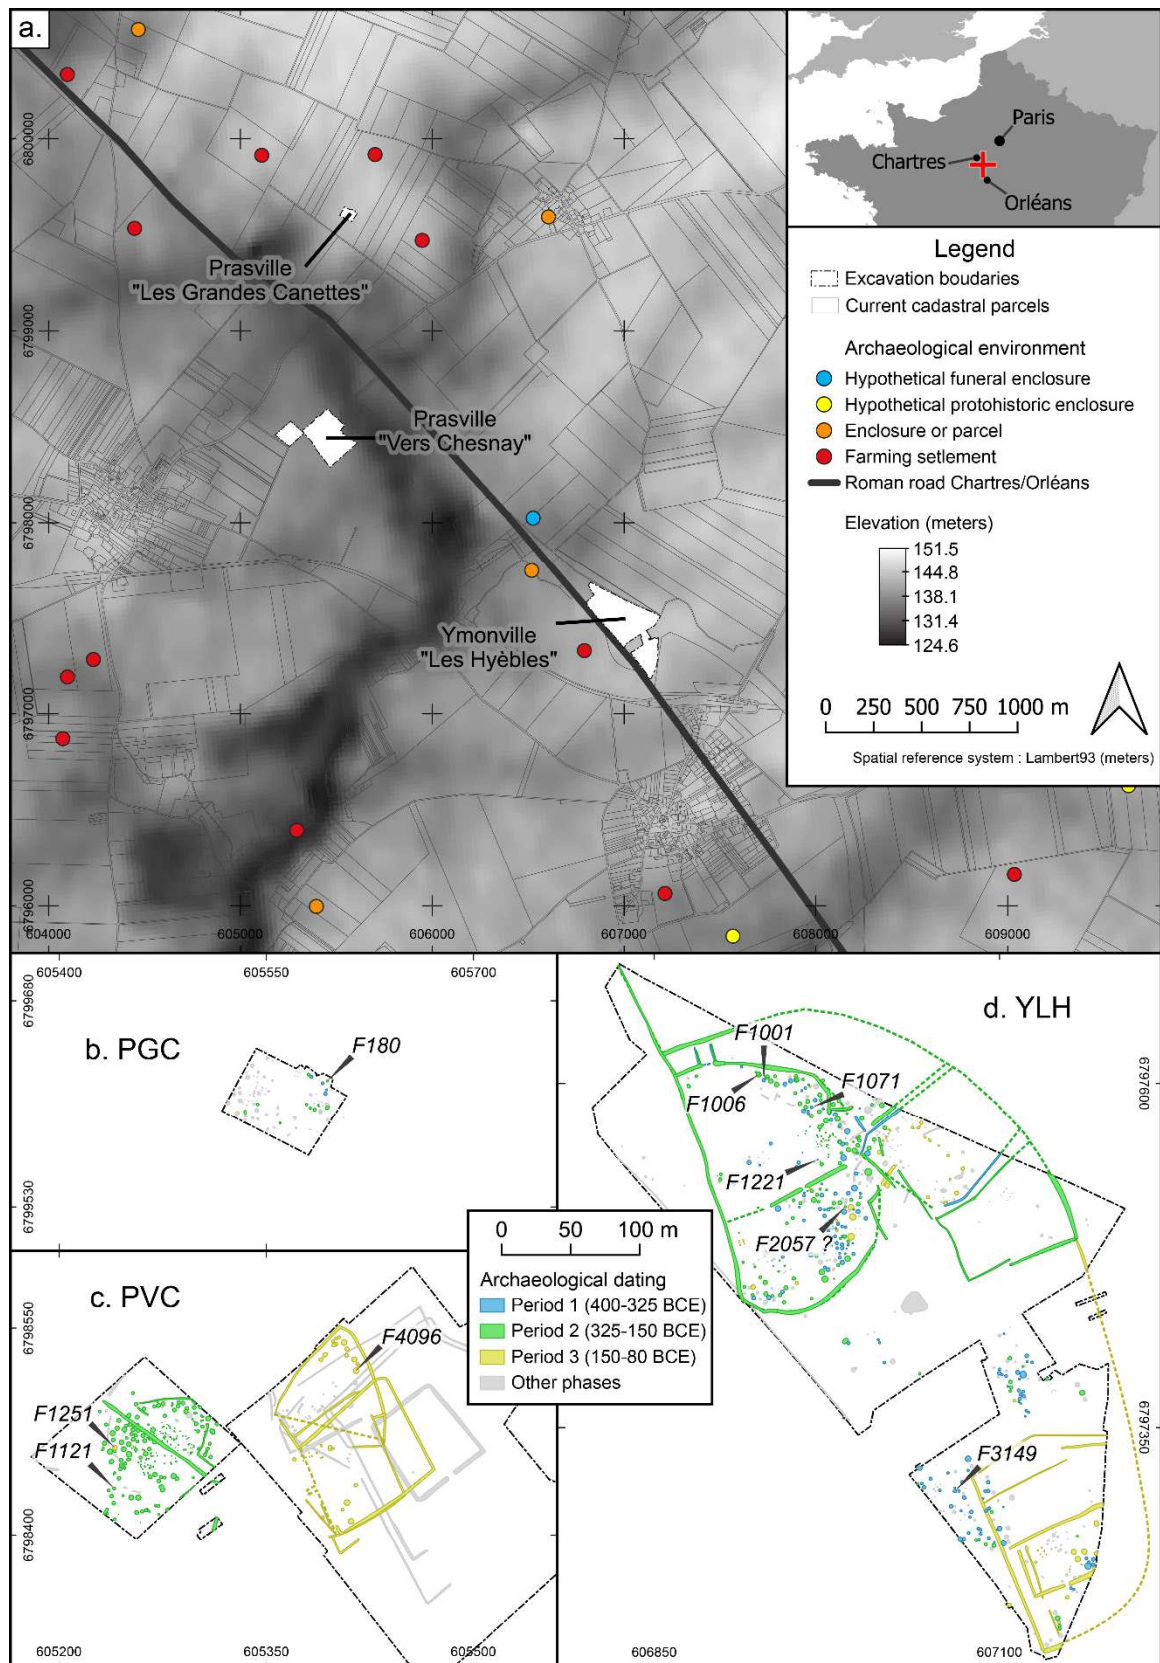 a.
Paris
Chartres
Orléans
6800000
6799000
6798000
6797000
6796000
Prasville
"Les Grandes Canettes"
Prasville
"Vers Chesnay"
Ymonville
"Les Hyèbles"
604000
605000
606000
607000
608000
609000
Legend
Excavation boudaries
Current cadastral parcels
Archaeological environment
Hypothetical funeral enclosure
Hypothetical protohistoric enclosure
Enclosure or parcel
Farming setlement
Roman road Chartres/Orléans
Elevation (meters)
151.5
144.8
138.1
131.4
124.6
0 250 500 750 1000 m
Spatial reference system : Lambert93 (meters)
605400
605550
605700
6799680
6799530
b. PGC
F180
c. PVC
6798550
6798400
F4096
F1251
F1121
605200
605350
605500
0 50 100 m
Archaeological dating
Period 1 (400-325 BCE)
Period 2 (325-150 BCE)
Period 3 (150-80 BCE)
Other phases
d. YLH
F1001
F1006
F1071
F1221
F2057 ?
F3149
6797600
6797350
606850
607100